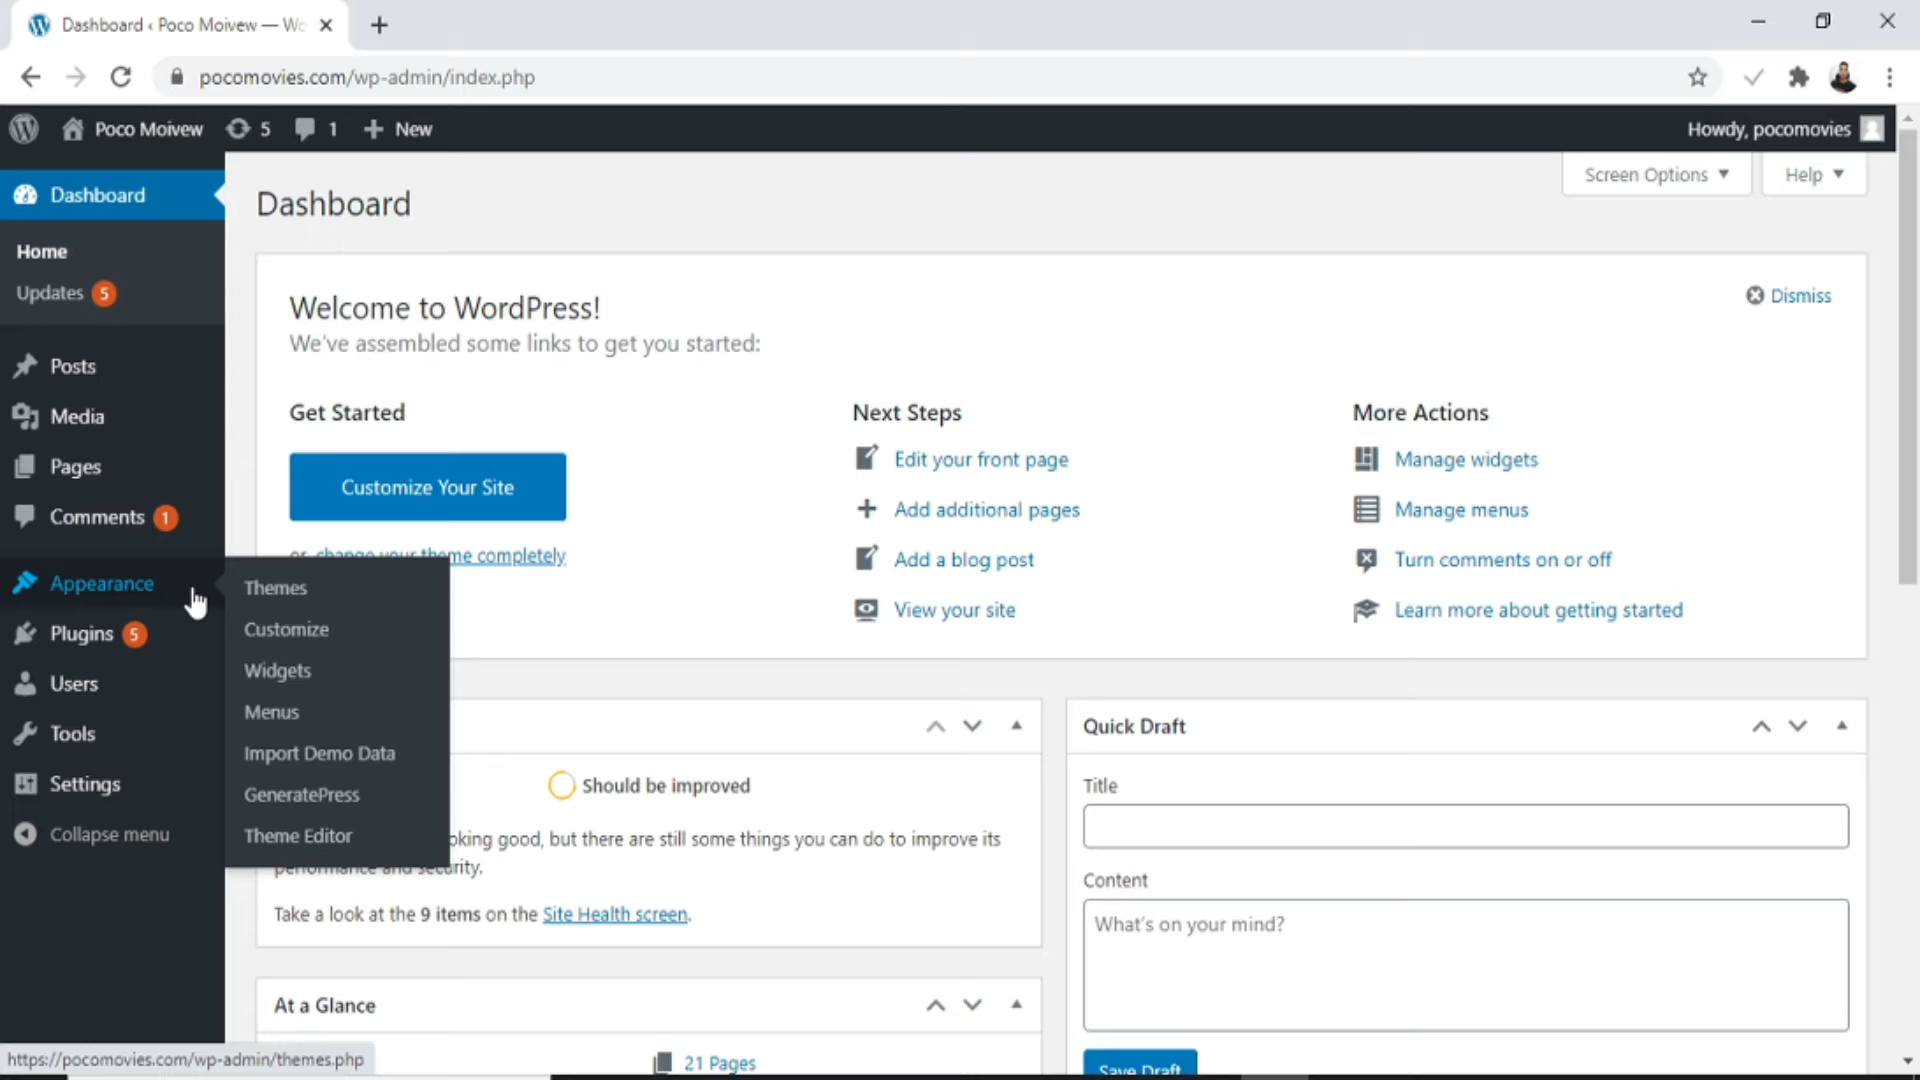 Dashboard ‹ Poco Moivew — Wo
pocomovies.com/wp-admin/index.php
Poco Moivew 5 1 New Howdy, pocomovies
Screen Options Help
Dashboard
Home
Updates 5
Posts
Media
Pages
Comments 1
Appearance
Plugins 5
Users
Tools
Settings
Collapse menu
Themes
Customize
Widgets
Menus
Import Demo Data
GeneratePress
Theme Editor
Dashboard
Welcome to WordPress!
We've assembled some links to get you started:
Dismiss
Get Started
Customize Your Site
or change your theme completely
Next Steps
Edit your front page
Add additional pages
Add a blog post
View your site
More Actions
Manage widgets
Manage menus
Turn comments on or off
Learn more about getting started
Should be improved
oking good, but there are still some things you can do to improve its
performance and security.
Take a look at the 9 items on the Site Health screen.
At a Glance
21 Pages
Quick Draft
Title
Content
What's on your mind?
Save Draft
https://pocomovies.com/wp-admin/themes.php